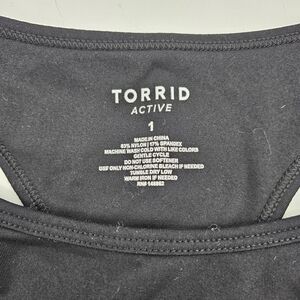 TORRID
ACTIVE
1
MADE IN CHINA
83% NYLON | 17% SPANDEX
MACHINE WASH COLD WITH LIKE COLORS
GENTLE CYCLE
DO NOT USE SOFTENER
USE ONLY NON-CHLORINE BLEACH IF NEEDED
TUMBLE DRY LOW
WARM IRON IF NEEDED
RN# 148862